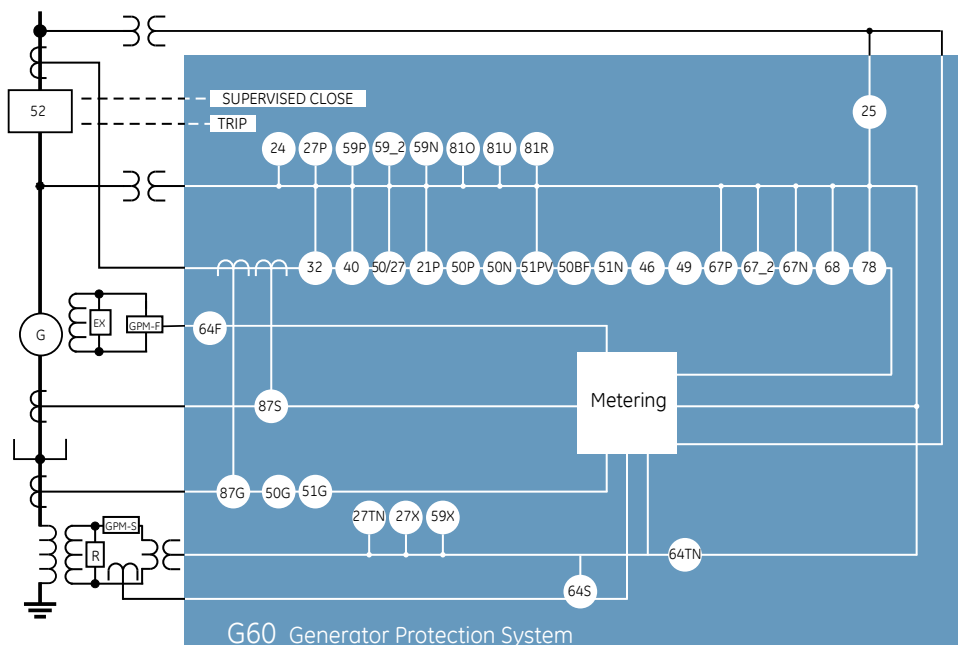 52
SUPERVISED CLOSE
TRIP
25
24 27P 59P 59_2 59N 81O 81U 81R
32 40 50/27 21P 50P 50N 51PV 50BF 51N 46 49 67P 67_2 67N 68 78
G EX GPM-F 64F
87S
Metering
87G 50G 51G
27TN 27X 59X
GPM-S
R
64TN
64S
G60 Generator Protection System